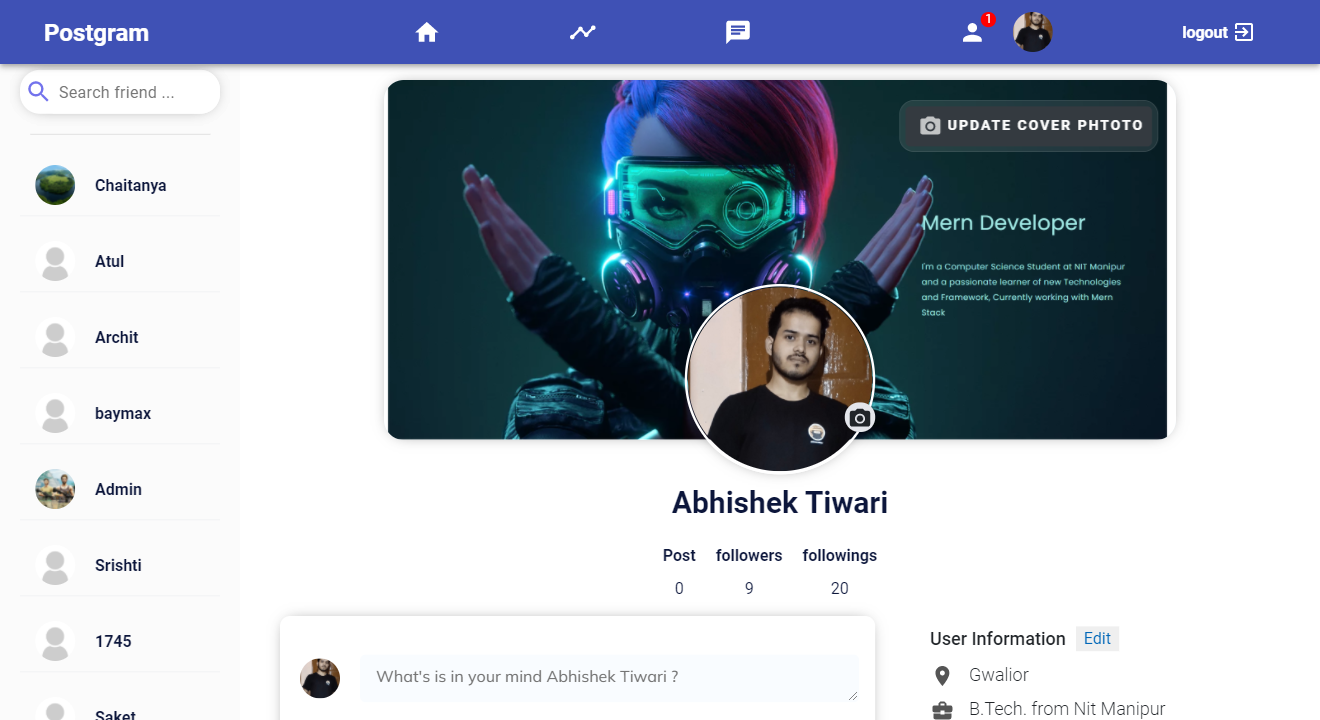 Postgram
1
logout
Search friend ...
Chaitanya
Atul
Archit
baymax
Admin
Srishti
1745
Saket
UPDATE COVER PHTOTO
Mern Developer
I'm a Computer Science Student at NIT Manipur
and a passionate learner of new Technologies
and Framework, Currently working with Mern
Stack
Abhishek Tiwari
Post followers followings
0 9 20
What's is in your mind Abhishek Tiwari ?
User Information Edit
Gwalior
B.Tech. from Nit Manipur